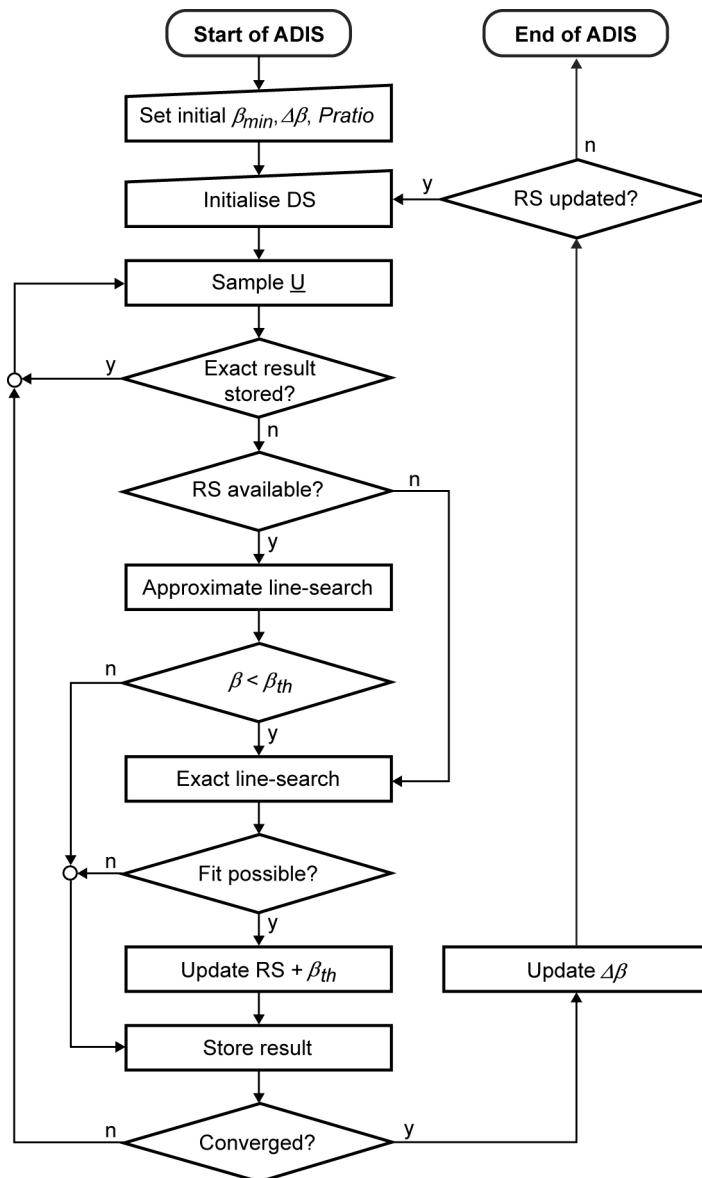 Start of ADIS
End of ADIS
Set initial βmin, Δβ, Pratio
n
y
RS updated?
Initialise DS
Sample U
y
Exact result
stored?
n
RS available?
n
y
Approximate line-search
n
β < βth
y
Exact line-search
n
Fit possible?
y
Update RS + βth
Update Δβ
Store result
n
Converged?
y